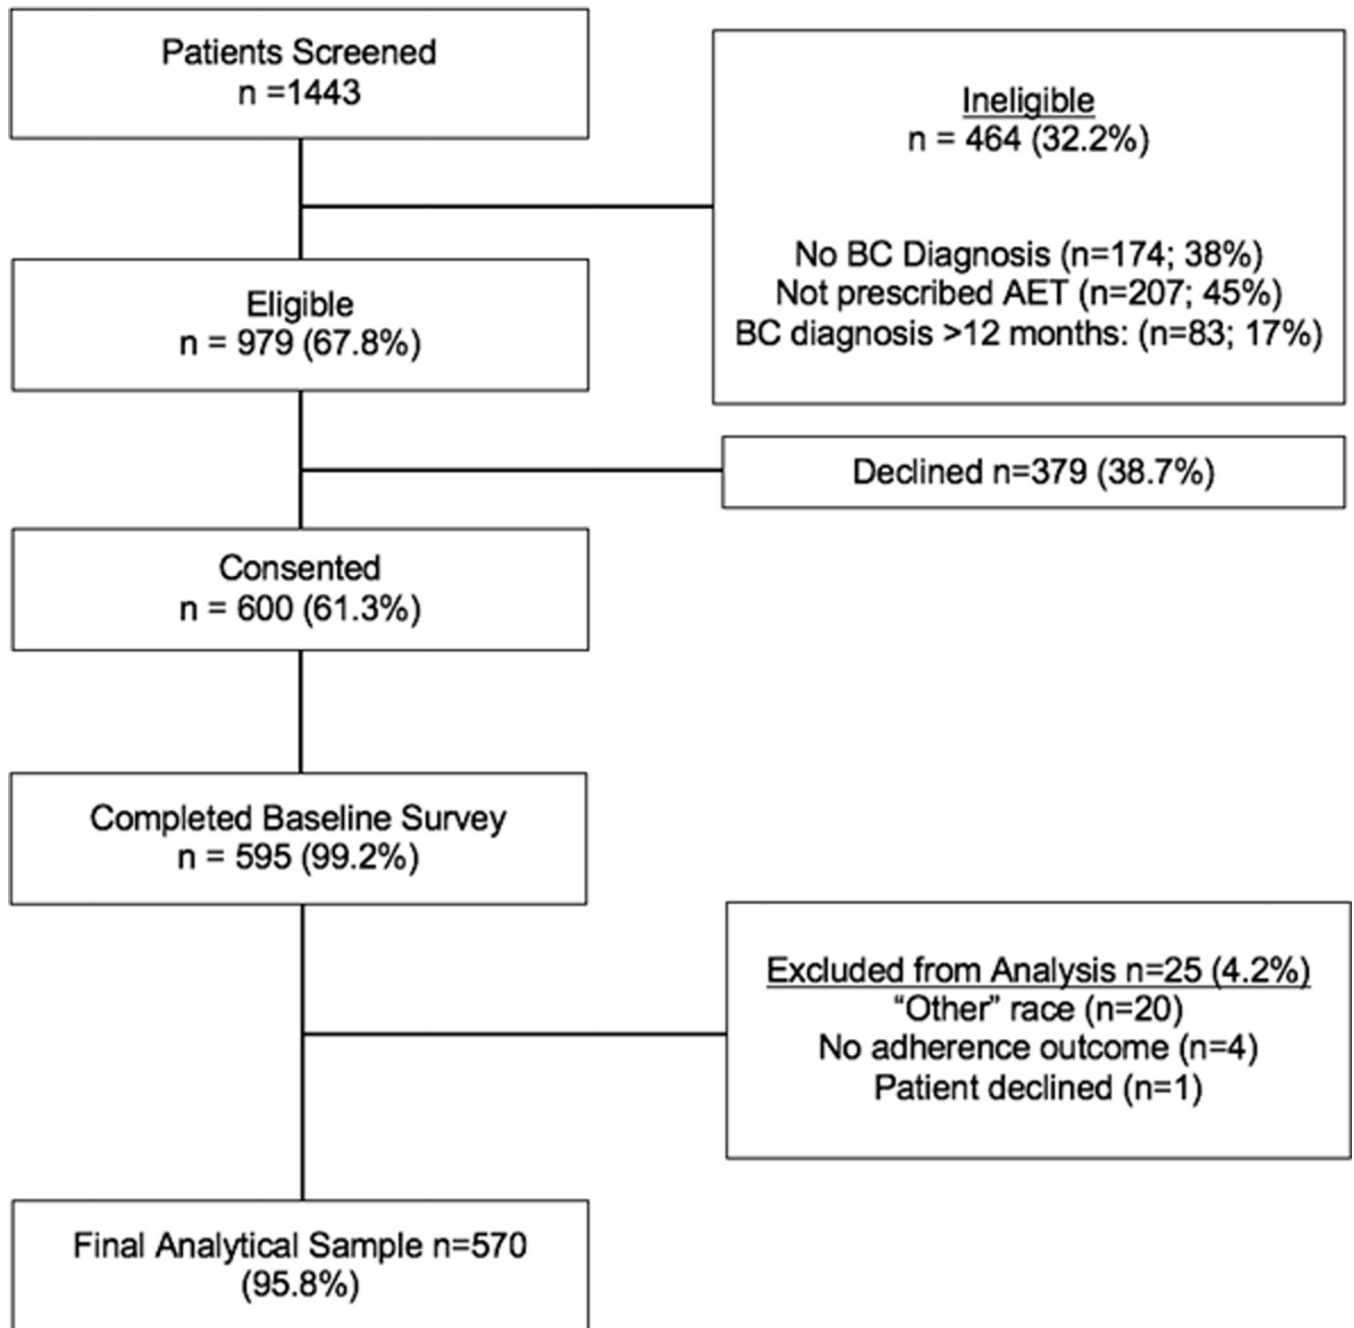 Patients Screened
n =1443
Ineligible
n = 464 (32.2%)
No BC Diagnosis (n=174; 38%)
Not prescribed AET (n=207; 45%)
BC diagnosis >12 months: (n=83; 17%)
Eligible
n = 979 (67.8%)
Declined n=379 (38.7%)
Consented
n = 600 (61.3%)
Completed Baseline Survey
n = 595 (99.2%)
Excluded from Analysis n=25 (4.2%)
“Other” race (n=20)
No adherence outcome (n=4)
Patient declined (n=1)
Final Analytical Sample n=570
(95.8%)